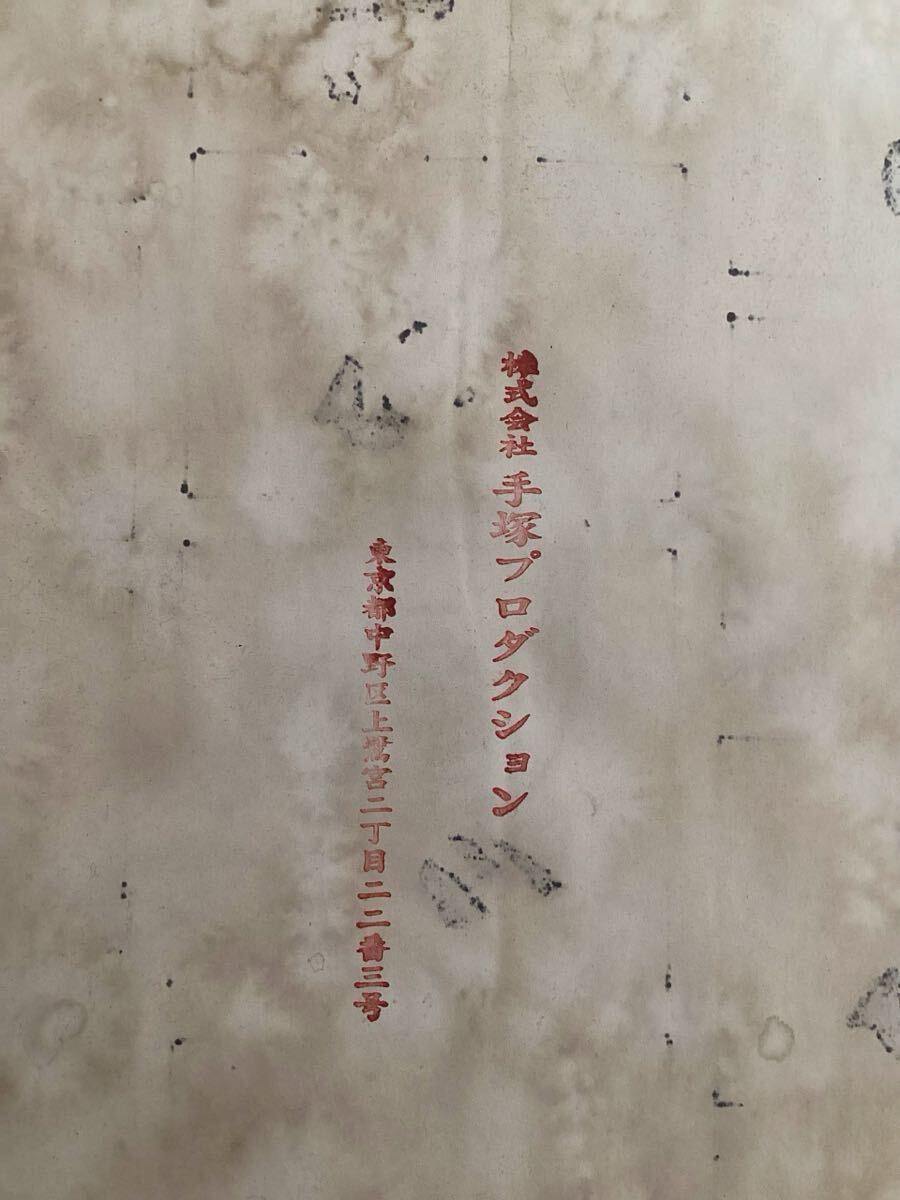 株式会社 手塚プロダクション
東京都中野区上鷺宮二丁目二二番三号